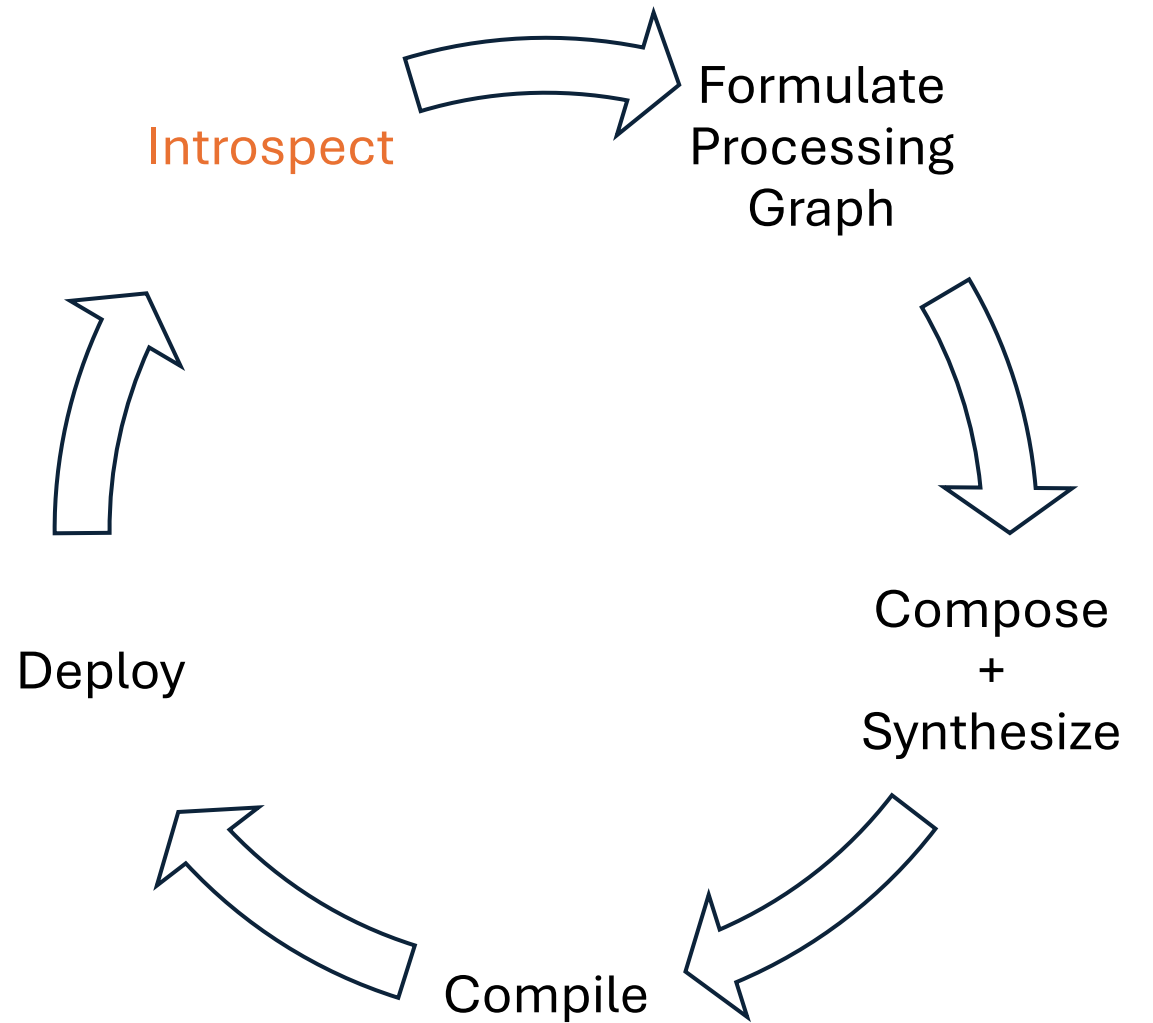 Introspect
Formulate
Processing
Graph
Compose
+
Synthesize
Compile
Deploy